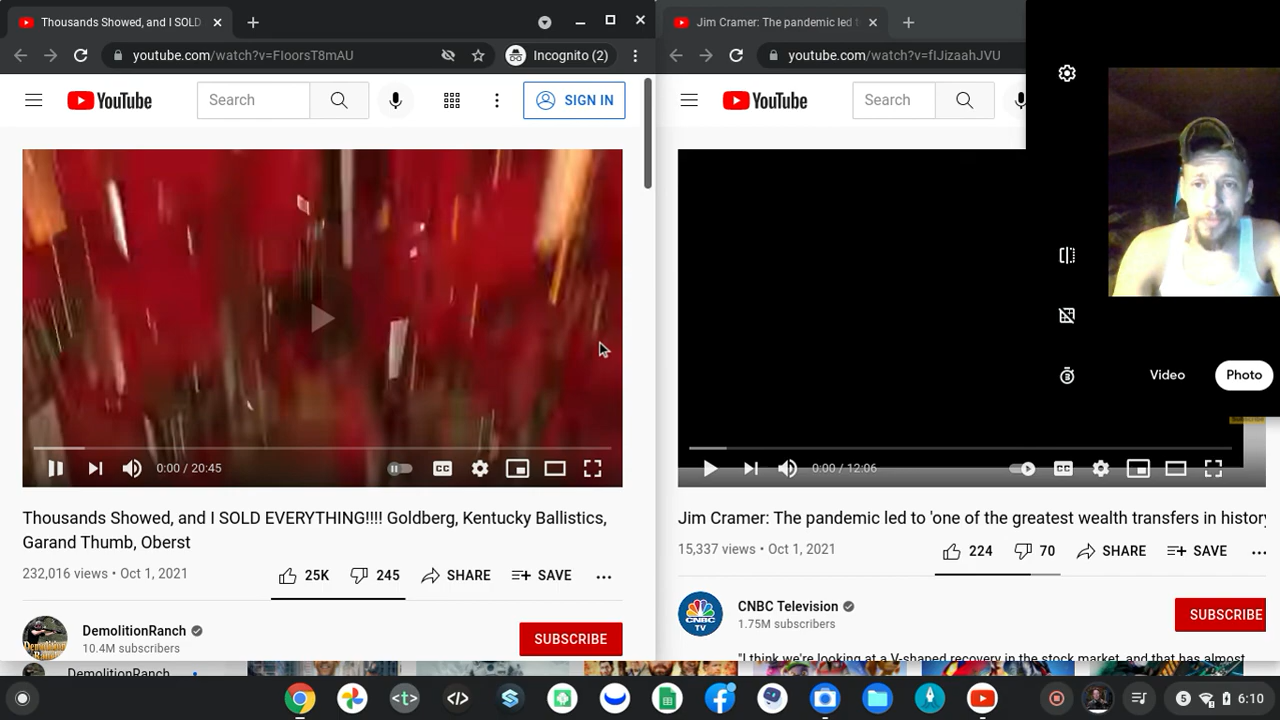 Thousands Showed, and I SOLD
youtube.com/watch?v=FIoorsT8mAU
Incognito (2)
YouTube
Search
SIGN IN
0:00 / 20:45
CC
Thousands Showed, and I SOLD EVERYTHING!!!! Goldberg, Kentucky Ballistics,
Garand Thumb, Oberst
232,016 views • Oct 1, 2021
25K
245
SHARE
SAVE
DemolitionRanch
10.4M subscribers
SUBSCRIBE
DemolitionRanch
Jim Cramer: The pandemic led t
youtube.com/watch?v=fIJizaahJVU
YouTube
Search
Video
Photo
0:00 / 12:06
CC
Jim Cramer: The pandemic led to 'one of the greatest wealth transfers in history
15,337 views • Oct 1, 2021
224
70
SHARE
SAVE
CNBC
TV
CNBC Television
1.75M subscribers
SUBSCRIBE
"I think we're looking at a V-shaped recovery in the stock market, and that has almost
5
6:10